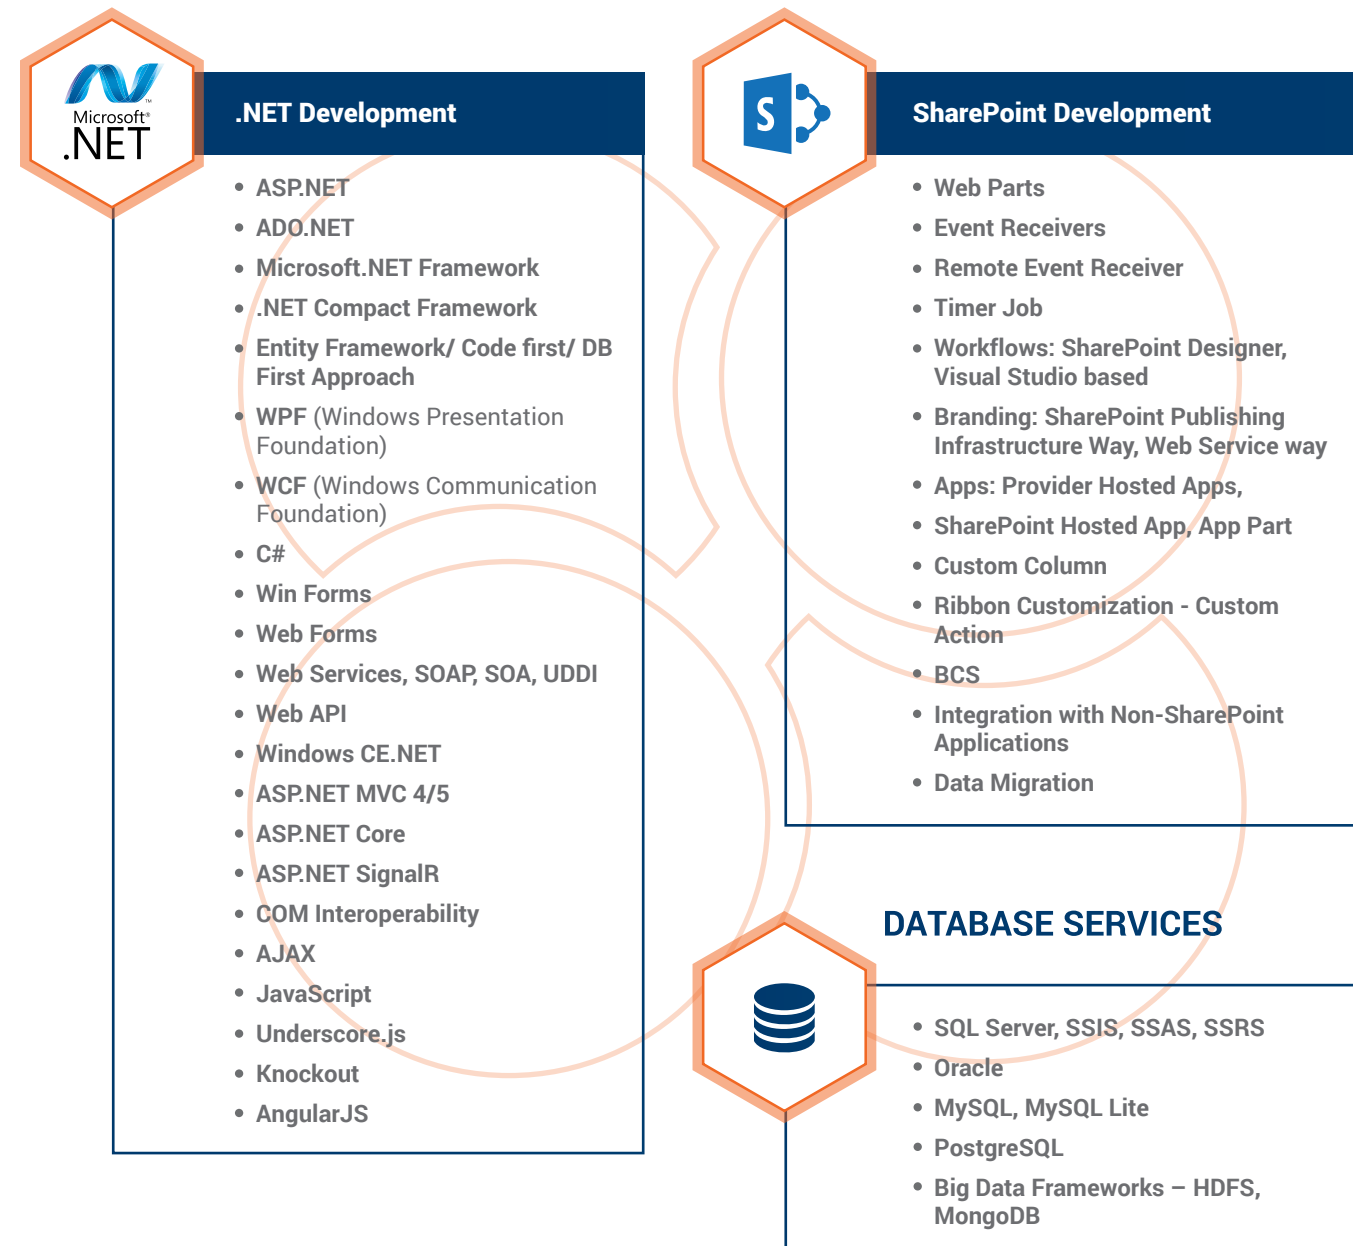 Microsoft®
.NET
™
.NET Development
• ASP.NET
• ADO.NET
• Microsoft.NET Framework
• .NET Compact Framework
• Entity Framework/ Code first/ DB
First Approach
• WPF (Windows Presentation
Foundation)
• WCF (Windows Communication
Foundation)
• C#
• Win Forms
• Web Forms
• Web Services, SOAP, SOA, UDDI
• Web API
• Windows CE.NET
• ASP.NET MVC 4/5
• ASP.NET Core
• ASP.NET SignalR
• COM Interoperability
• AJAX
• JavaScript
• Underscore.js
• Knockout
• AngularJS
S
SharePoint Development
• Web Parts
• Event Receivers
• Remote Event Receiver
• Timer Job
• Workflows: SharePoint Designer,
Visual Studio based
• Branding: SharePoint Publishing
Infrastructure Way, Web Service way
• Apps: Provider Hosted Apps,
• SharePoint Hosted App, App Part
• Custom Column
• Ribbon Customization - Custom
Action
• BCS
• Integration with Non-SharePoint
Applications
• Data Migration
DATABASE SERVICES
• SQL Server, SSIS, SSAS, SSRS
• Oracle
• MySQL, MySQL Lite
• PostgreSQL
• Big Data Frameworks – HDFS,
MongoDB